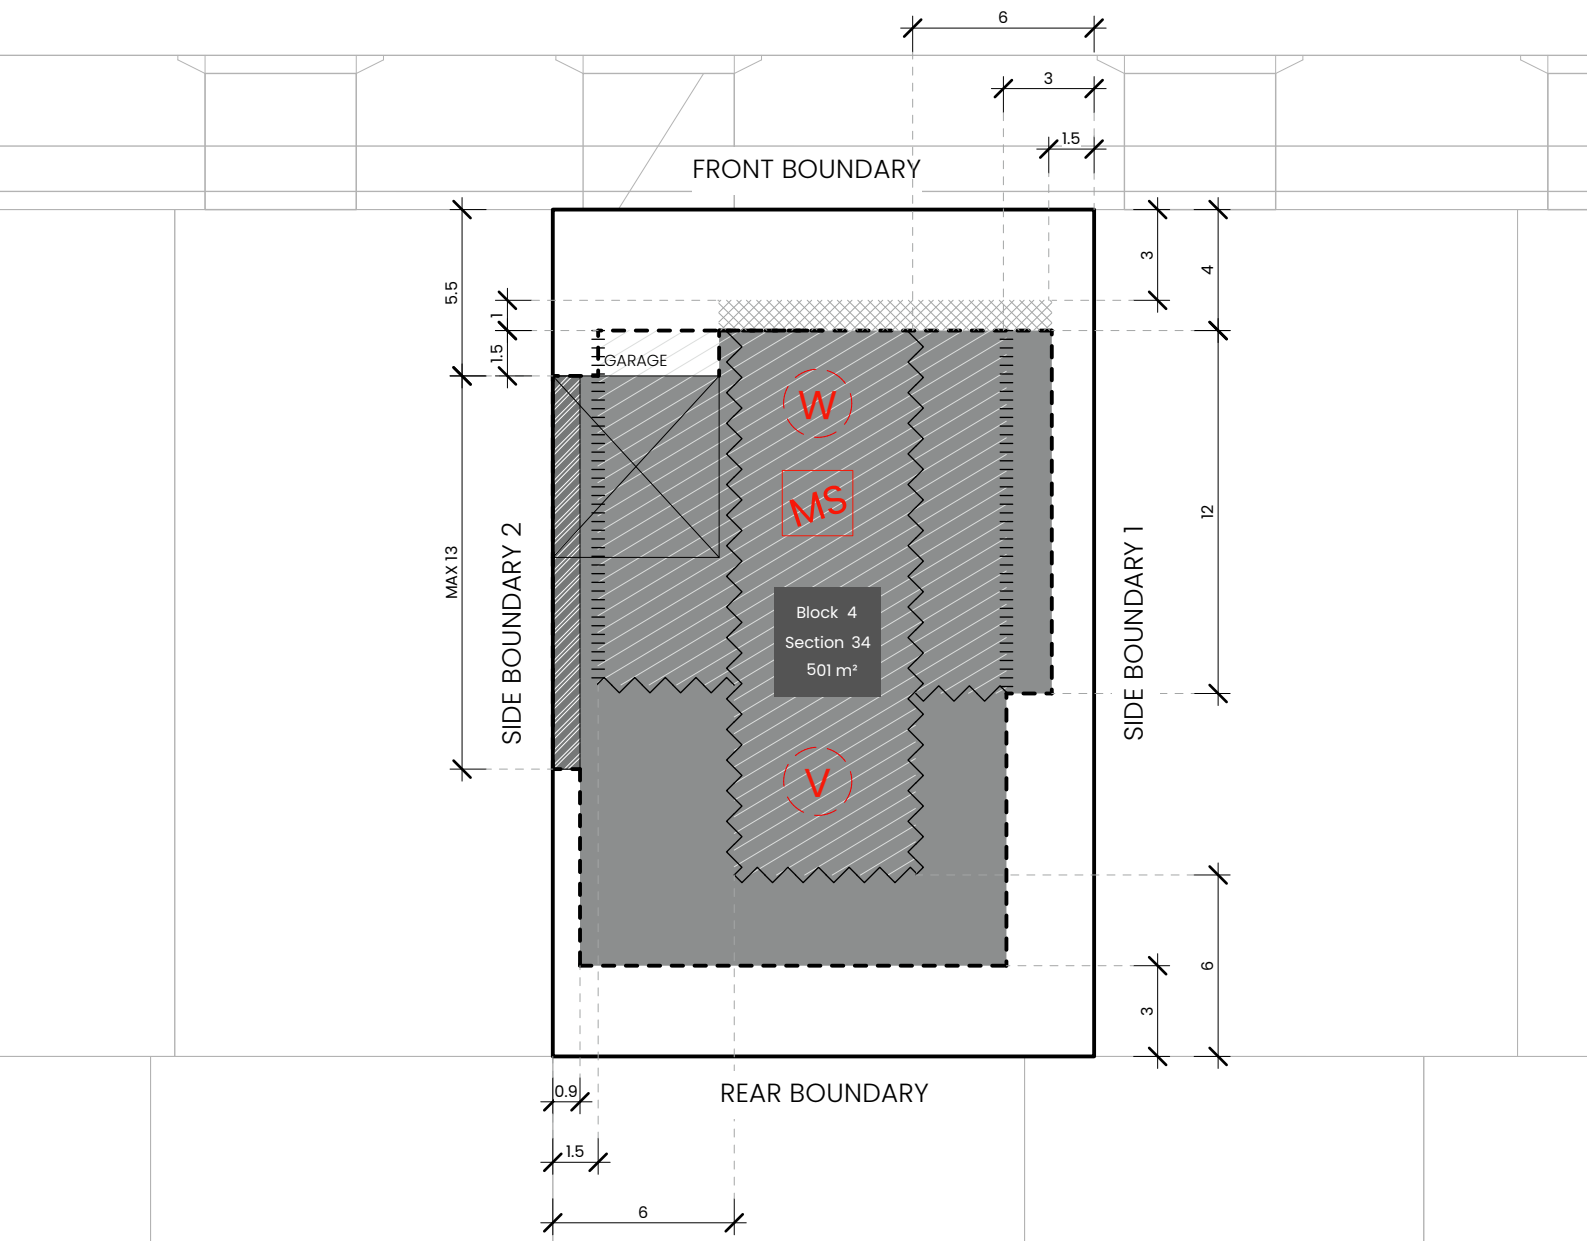 6
3
1.5
FRONT BOUNDARY
5.5
1
1.5
3
4
GARAGE
W
MS
MAX 13
SIDE BOUNDARY 2
Block 4
Section 34
501 m²
12
SIDE BOUNDARY 1
V
6
3
0.9
REAR BOUNDARY
1.5
6